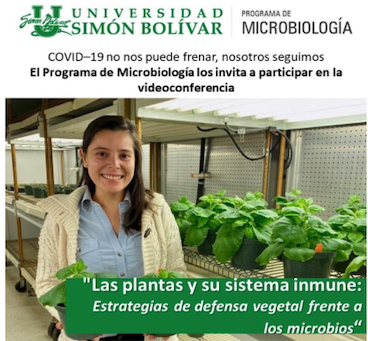 UNIVERSIDAD
SIMÓN BOLÍVAR
PROGRAMA DE
MICROBIOLOGÍA
COVID–19 no nos puede frenar, nosotros seguimos
El Programa de Microbiología los invita a participar en la
videoconferencia
"Las plantas y su sistema inmune:
Estrategias de defensa vegetal frente a
los microbios“